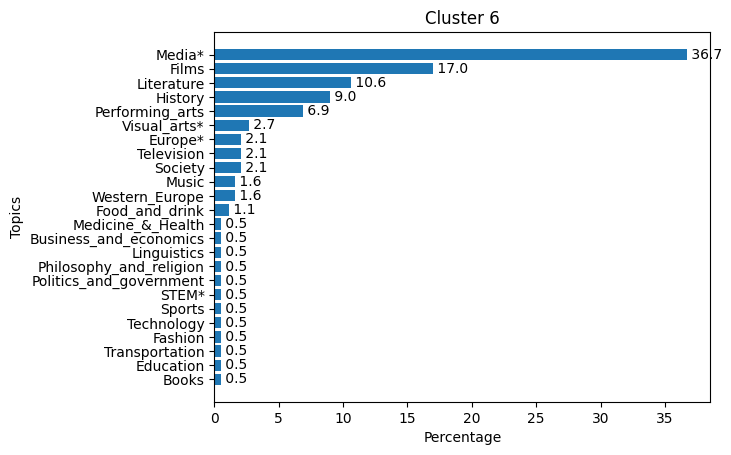 Cluster 6
Media* 36.7
Films 17.0
Literature 10.6
History 9.0
Performing_arts 6.9
Visual_arts* 2.7
Europe* 2.1
Television 2.1
Society 2.1
Music 1.6
Western_Europe 1.6
Food_and_drink 1.1
Medicine_&_Health 0.5
Business_and_economics 0.5
Linguistics 0.5
Philosophy_and_religion 0.5
Politics_and_government 0.5
STEM* 0.5
Sports 0.5
Technology 0.5
Fashion 0.5
Transportation 0.5
Education 0.5
Books 0.5
Topics
0 5 10 15 20 25 30 35
Percentage